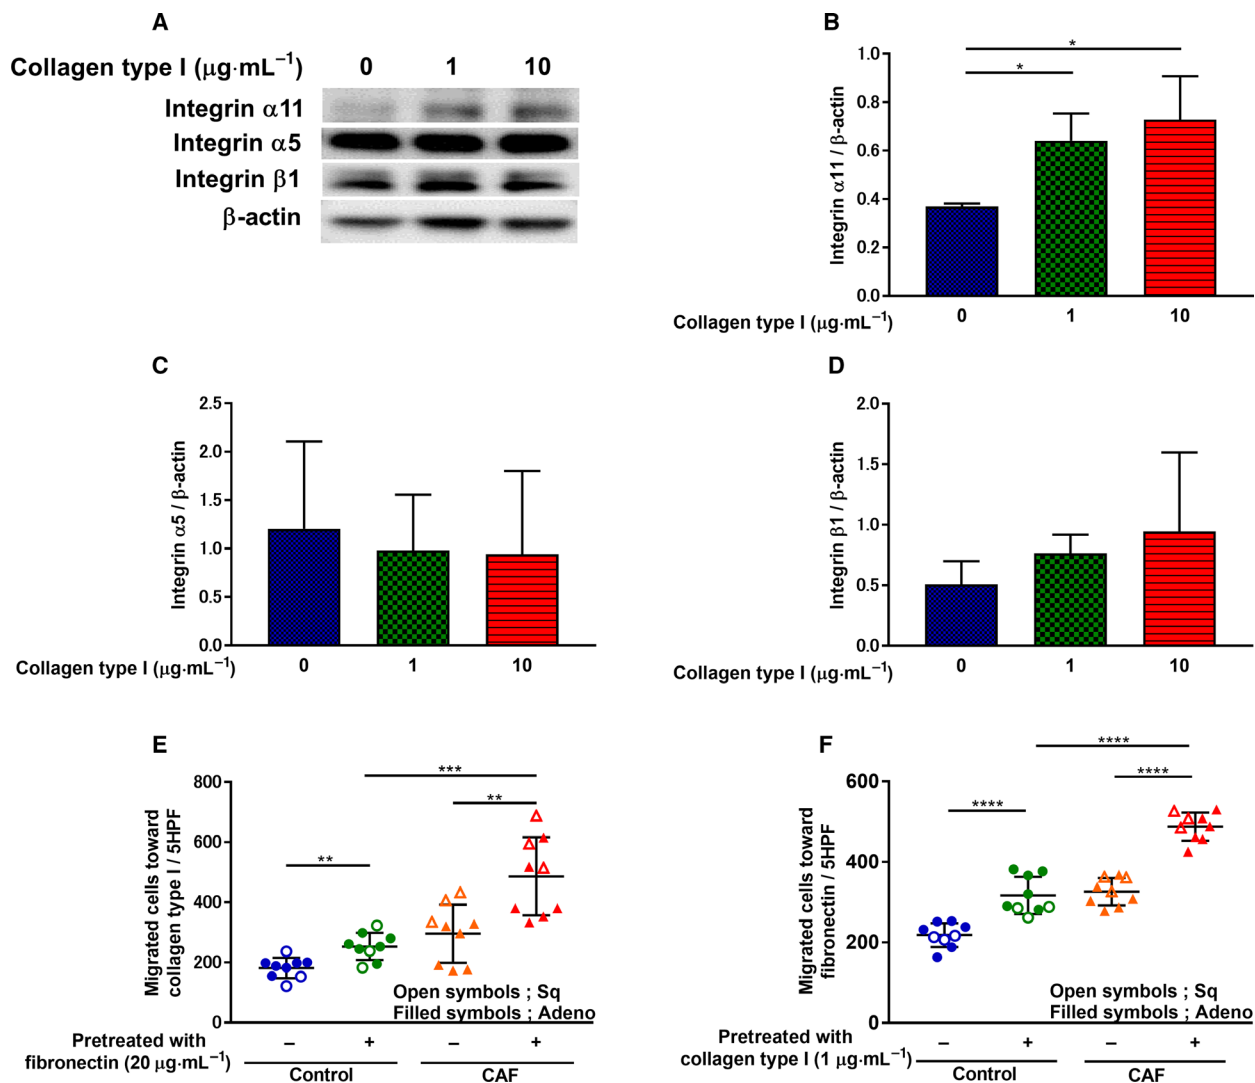 A
Collagen type I (μg·mL⁻¹) 0 1 10
Integrin α11
Integrin α5
Integrin β1
β-actin
B
Integrin α11 / β-actin
1.0
0.8
0.6
0.4
0.2
0.0
*
*
Collagen type I (μg·mL⁻¹) 0 1 10
C
Integrin α5 / β-actin
2.5
2.0
1.5
1.0
0.5
0.0
Collagen type I (μg·mL⁻¹) 0 1 10
D
Integrin β1 / β-actin
2.0
1.5
1.0
0.5
0.0
Collagen type I (μg·mL⁻¹) 0 1 10
E
Migrated cells toward
collagen type I / 5HPF
800
600
400
200
0
***
**
**
Open symbols ; Sq
Filled symbols ; Adeno
Pretreated with
fibronectin (20 μg·mL⁻¹) – + – +
Control CAF
F
Migrated cells toward
fibronectin / 5HPF
600
400
200
0
****
****
****
Open symbols ; Sq
Filled symbols ; Adeno
Pretreated with
collagen type I (1 μg·mL⁻¹) – + – +
Control CAF